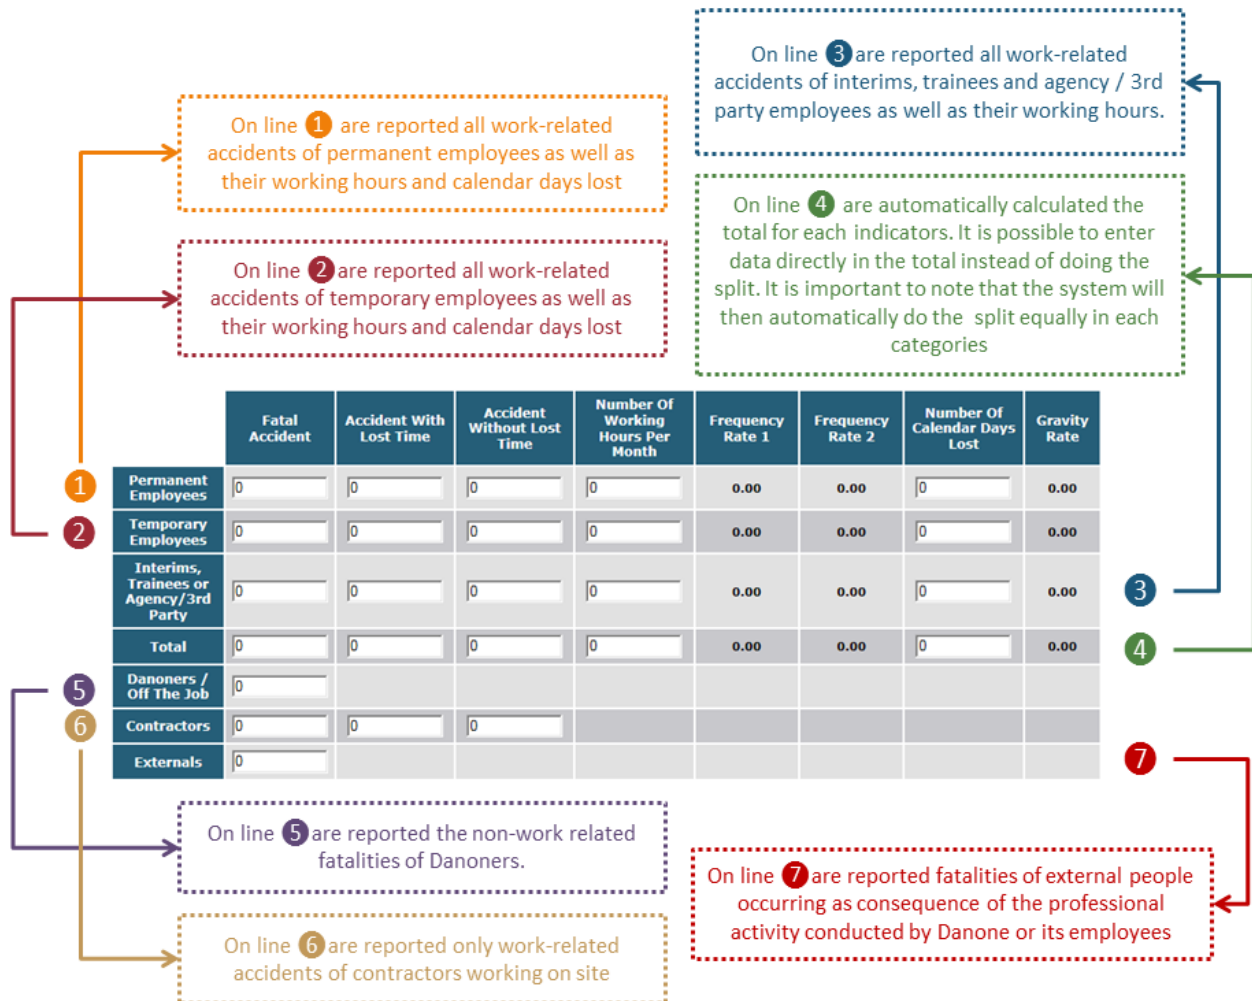 On line 3 are reported all work-related
accidents of interims, trainees and agency / 3rd
party employees as well as their working hours.
On line 1 are reported all work-related
accidents of permanent employees as well as
their working hours and calendar days lost
On line 4 are automatically calculated the
total for each indicators. It is possible to enter
data directly in the total instead of doing the
split. It is important to note that the system will
then automatically do the split equally in each
categories
On line 2 are reported all work-related
accidents of temporary employees as well as
their working hours and calendar days lost
Fatal Accident
Accident With Lost Time
Accident Without Lost Time
Number Of Working Hours Per Month
Frequency Rate 1
Frequency Rate 2
Number Of Calendar Days Lost
Gravity Rate
1 Permanent Employees 0 0 0 0 0.00 0.00 0 0.00
2 Temporary Employees 0 0 0 0 0.00 0.00 0 0.00
Interims, Trainees or Agency/3rd Party 0 0 0 0 0.00 0.00 0 0.00 3
Total 0 0 0 0 0.00 0.00 0 0.00 4
5 Danoners / Off The Job 0
6 Contractors 0 0 0
Externals 0 7
On line 5 are reported the non-work related
fatalities of Danoners.
On line 7 are reported fatalities of external people
occurring as consequence of the professional
activity conducted by Danone or its employees
On line 6 are reported only work-related
accidents of contractors working on site